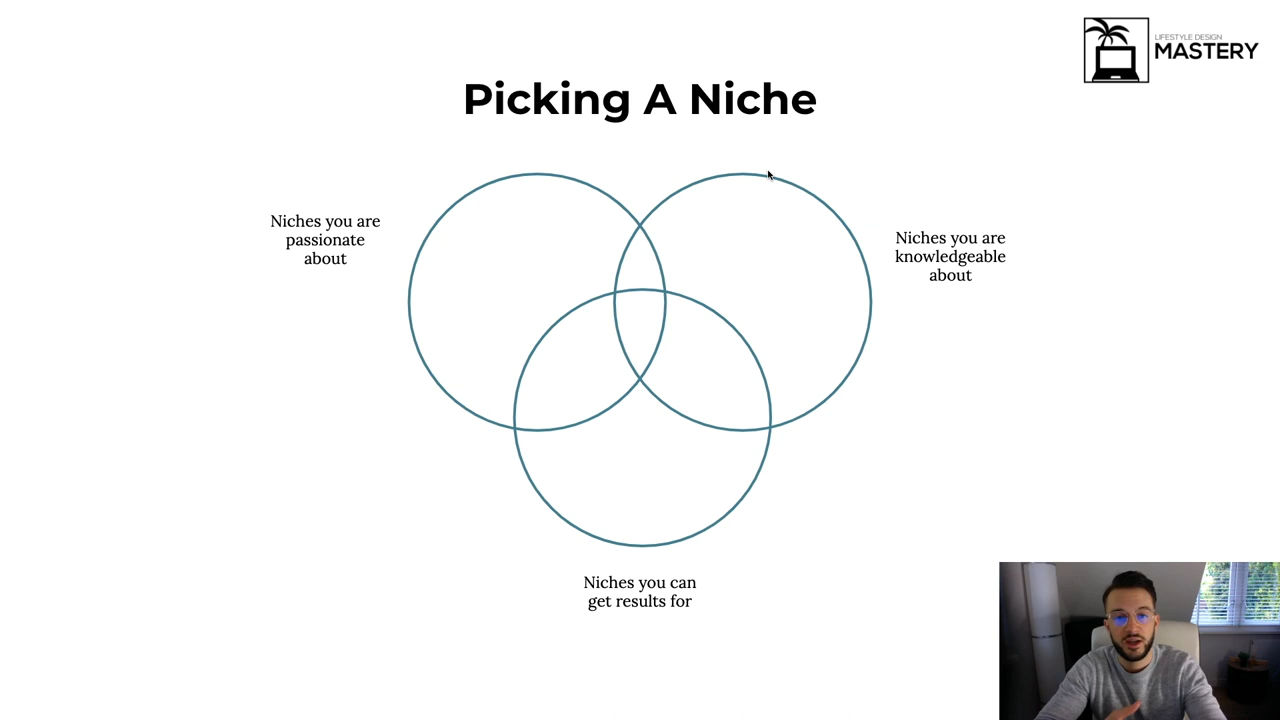 LIFESTYLE DESIGN
MASTERY
Picking A Niche
Niches you are
passionate
about
Niches you are
knowledgeable
about
Niches you can
get results for